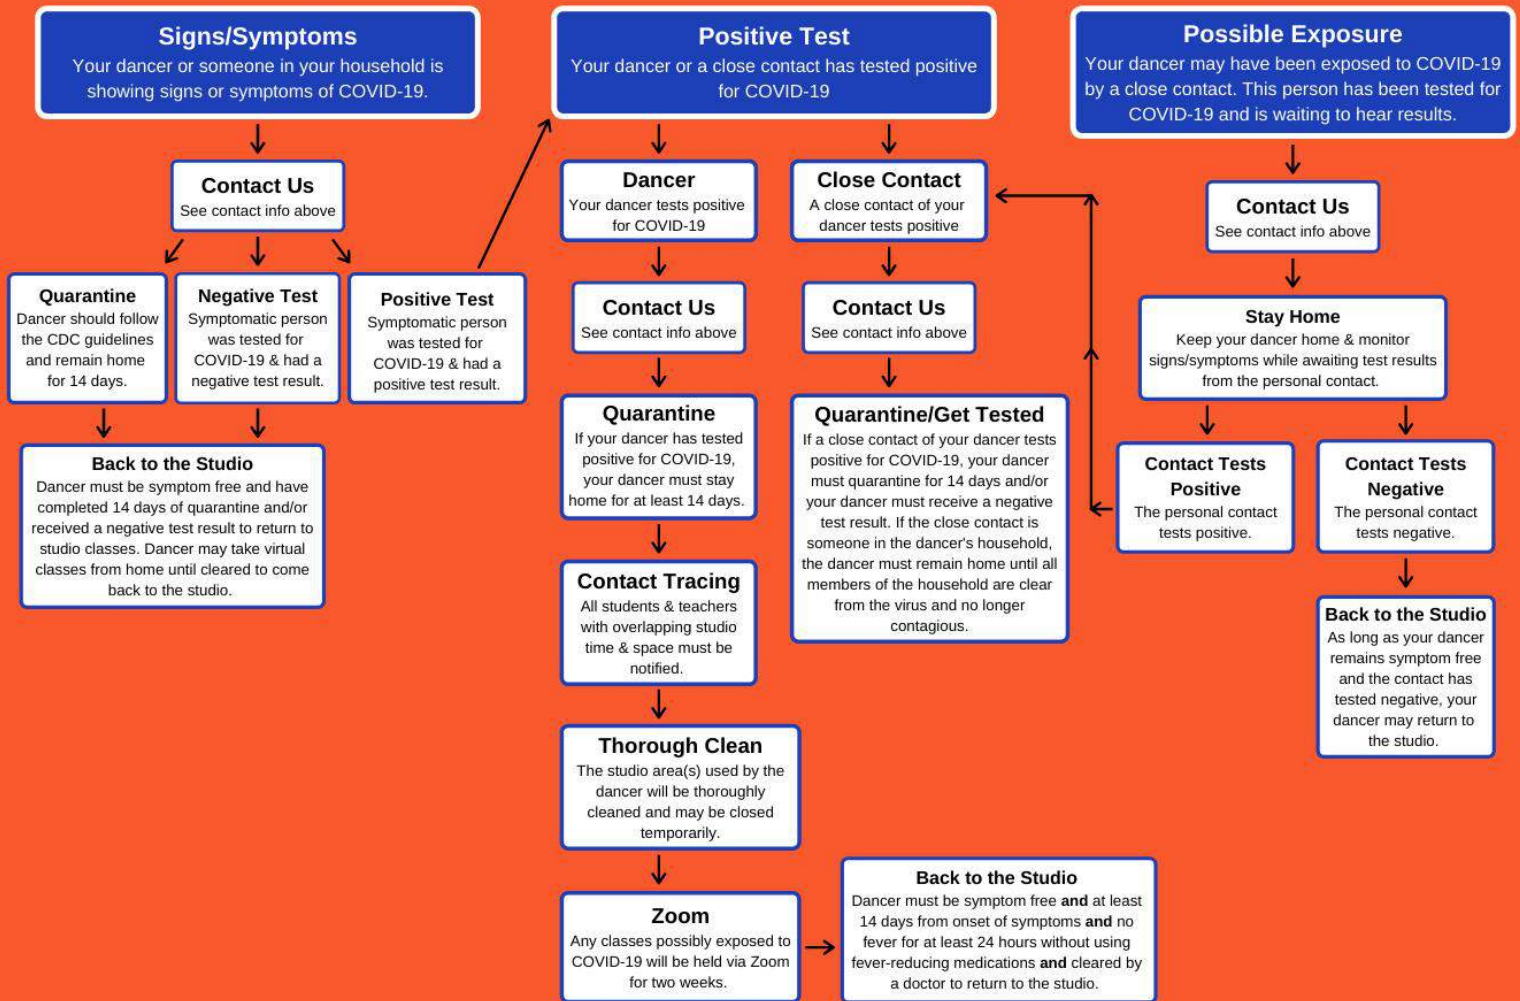 Signs/Symptoms
Your dancer or someone in your household is
showing signs or symptoms of COVID-19.
Contact Us
See contact info above
Quarantine
Dancer should follow
the CDC guidelines
and remain home
for 14 days.
Negative Test
Symptomatic person
was tested for
COVID-19 & had a
negative test result.
Positive Test
Symptomatic person
was tested for
COVID-19 & had a
positive test result.
Back to the Studio
Dancer must be symptom free and have
completed 14 days of quarantine and/or
received a negative test result to return to
studio classes. Dancer may take virtual
classes from home until cleared to come
back to the studio.
Positive Test
Your dancer or a close contact has tested positive
for COVID-19
Dancer
Your dancer tests positive
for COVID-19
Contact Us
See contact info above
Quarantine
If your dancer has tested
positive for COVID-19,
your dancer must stay
home for at least 14 days.
Contact Tracing
All students & teachers
with overlapping studio
time & space must be
notified.
Thorough Clean
The studio area(s) used by the
dancer will be thoroughly
cleaned and may be closed
temporarily.
Zoom
Any classes possibly exposed to
COVID-19 will be held via Zoom
for two weeks.
Back to the Studio
Dancer must be symptom free and at least
14 days from onset of symptoms and no
fever for at least 24 hours without using
fever-reducing medications and cleared by
a doctor to return to the studio.
Close Contact
A close contact of your
dancer tests positive
Contact Us
See contact info above
Quarantine/Get Tested
If a close contact of your dancer tests
positive for COVID-19, your dancer
must quarantine for 14 days and/or
your dancer must receive a negative
test result. If the close contact is
someone in the dancer's household,
the dancer must remain home until all
members of the household are clear
from the virus and no longer
contagious.
Possible Exposure
Your dancer may have been exposed to COVID-19
by a close contact. This person has been tested for
COVID-19 and is waiting to hear results.
Contact Us
See contact info above
Stay Home
Keep your dancer home & monitor
signs/symptoms while awaiting test results
from the personal contact.
Contact Tests
Positive
The personal contact
tests positive.
Contact Tests
Negative
The personal contact
tests negative.
Back to the Studio
As long as your dancer
remains symptom free
and the contact has
tested negative, your
dancer may return to
the studio.